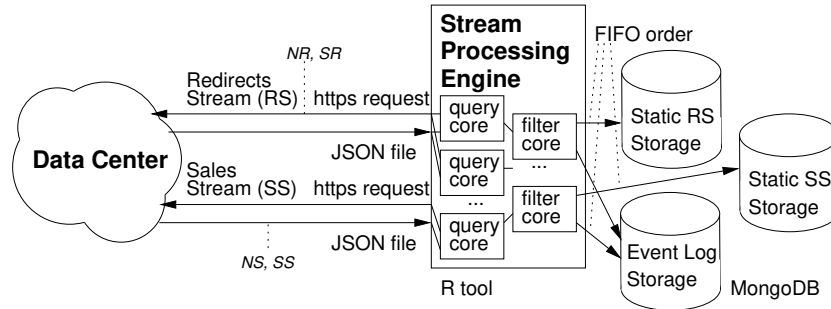 Stream
Processing
Engine
FIFO order
NR, SR
Redirects
Stream (RS)
https request
JSON file
Data Center
Sales
Stream (SS)
https request
JSON file
NS, SS
query
core
filter
core
query
core
...
...
filter
core
query
core
Static RS
Storage
Static SS
Storage
Event Log
Storage
R tool
MongoDB